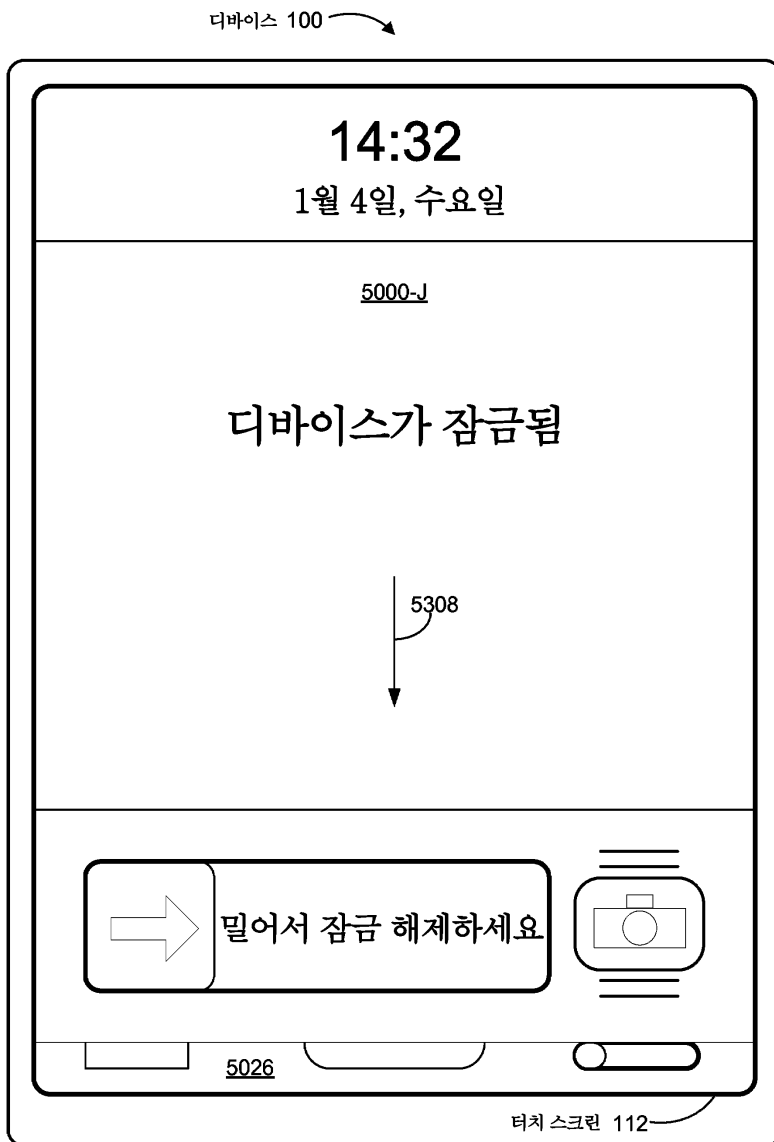 디바이스 100
14:32
1월 4일, 수요일
5000-J
디바이스가 잠금됨
5308
밀어서 잠금 해제하세요
5026
터치 스크린 112